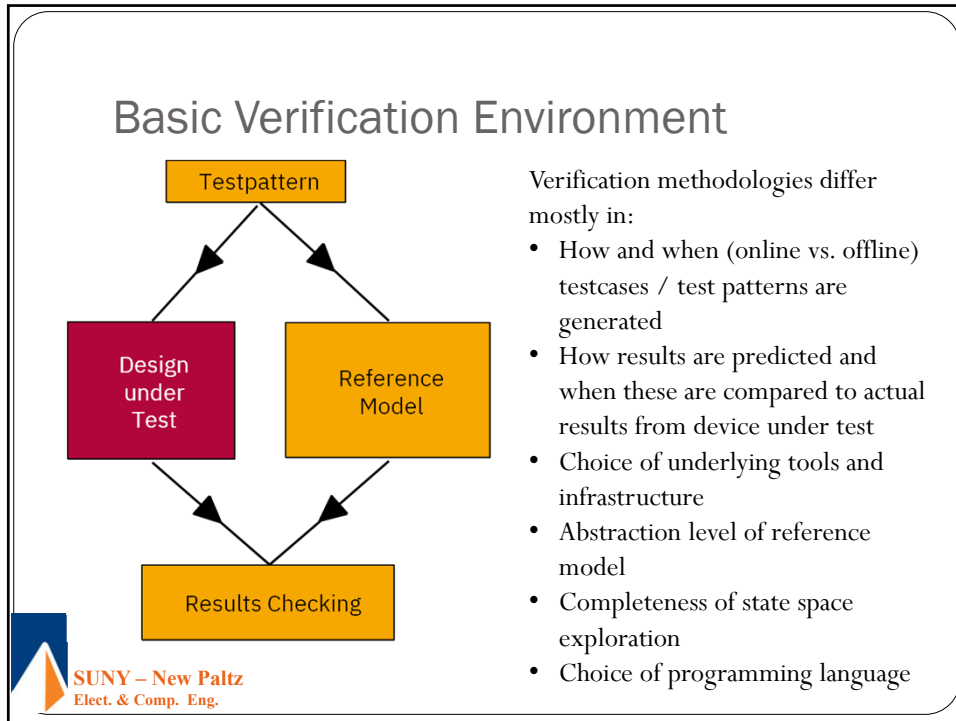 Basic Verification Environment
Testpattern
Design
under
Test
Reference
Model
Results Checking
Verification methodologies differ
mostly in:
• How and when (online vs. offline)
testcases / test patterns are
generated
• How results are predicted and
when these are compared to actual
results from device under test
• Choice of underlying tools and
infrastructure
• Abstraction level of reference
model
• Completeness of state space
exploration
• Choice of programming language
SUNY – New Paltz
Elect. & Comp. Eng.